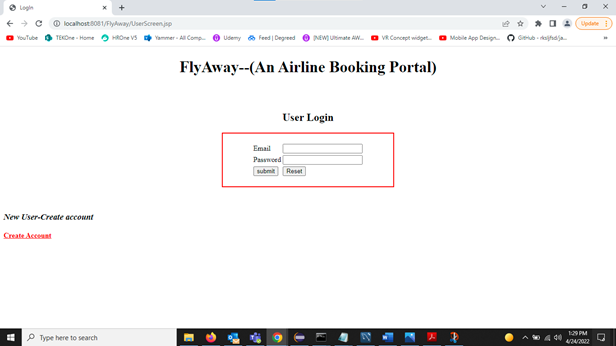 Login
localhost:8081/FlyAway/UserScreen.jsp
Update
YouTube
TEKOne - Home
HROne V5
Yammer - All Comp...
Udemy
Feed | Degreed
[NEW] Ultimate AW...
VR Concept widget...
Mobile App Design...
GitHub - rksljfsd/ja...
»
FlyAway--(An Airline Booking Portal)
User Login
Email
Password
submit Reset
New User-Create account
Create Account
Type here to search
1:29 PM
4/24/2022